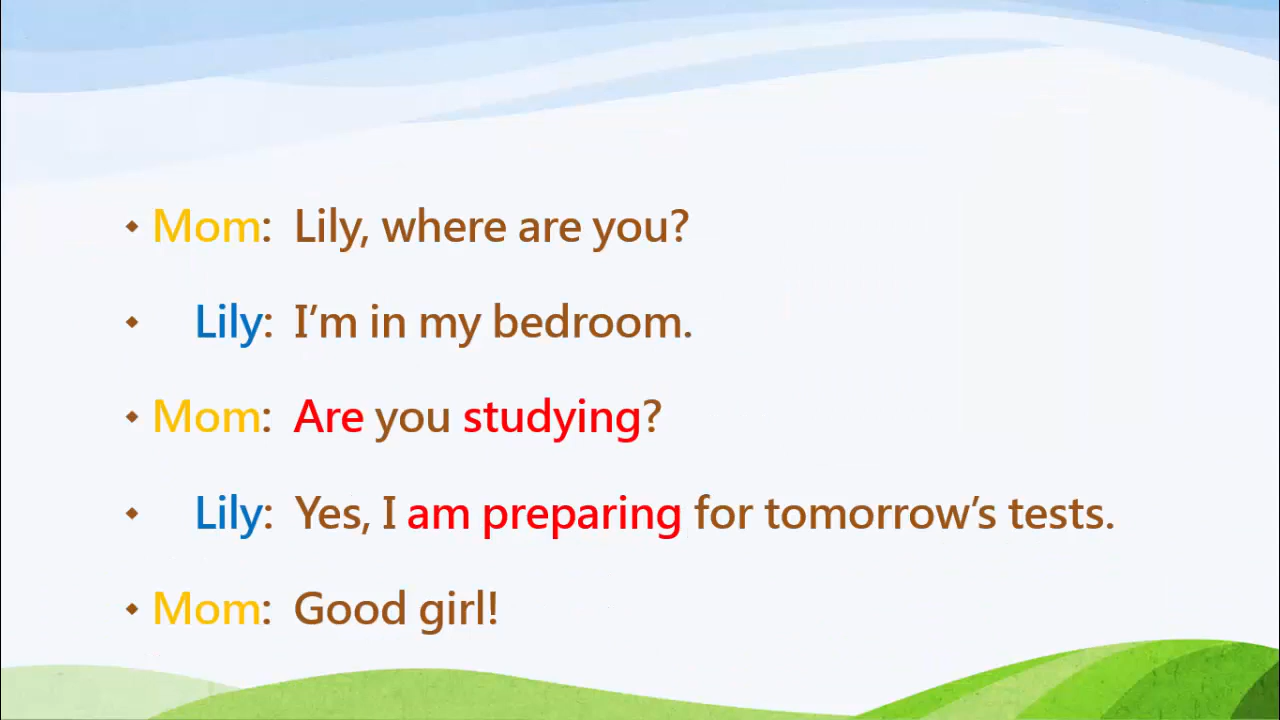 Mom: Lily, where are you?
Lily: I’m in my bedroom.
Mom: Are you studying?
Lily: Yes, I am preparing for tomorrow’s tests.
Mom: Good girl!